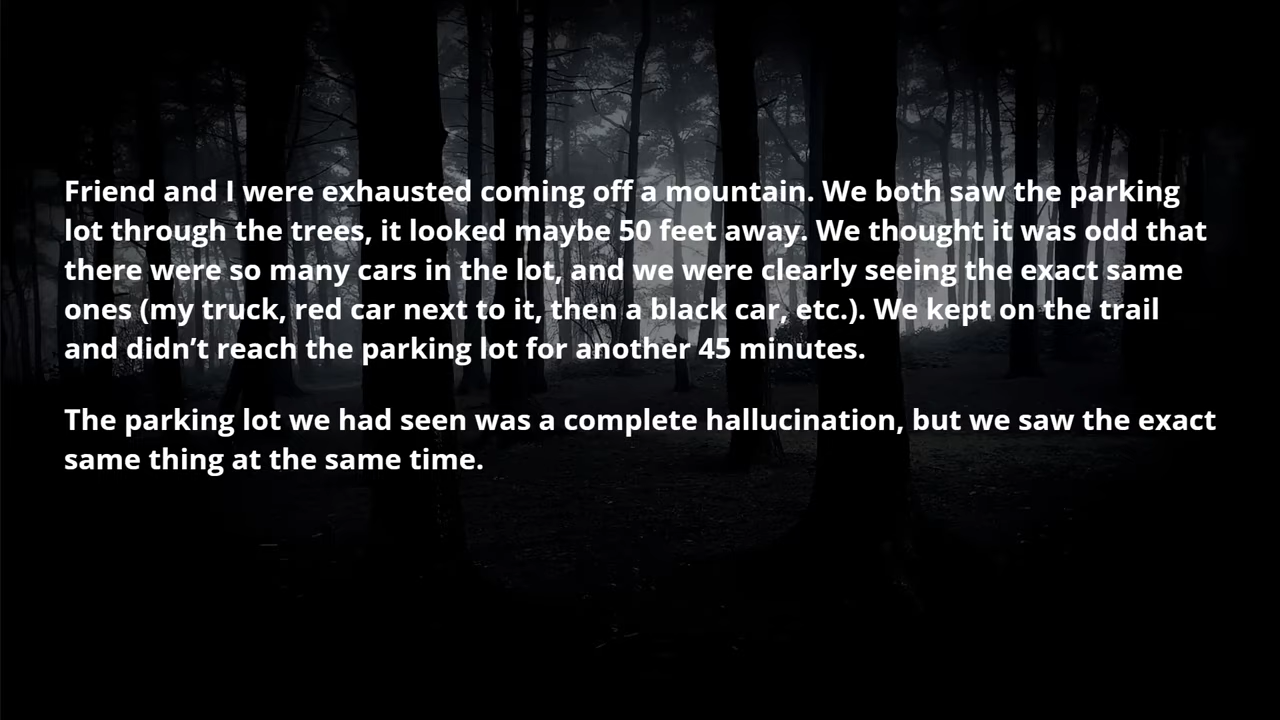 Friend and I were exhausted coming off a mountain. We both saw the parking
lot through the trees, it looked maybe 50 feet away. We thought it was odd that
there were so many cars in the lot, and we were clearly seeing the exact same
ones (my truck, red car next to it, then a black car, etc.). We kept on the trail
and didn’t reach the parking lot for another 45 minutes.
The parking lot we had seen was a complete hallucination, but we saw the exact
same thing at the same time.